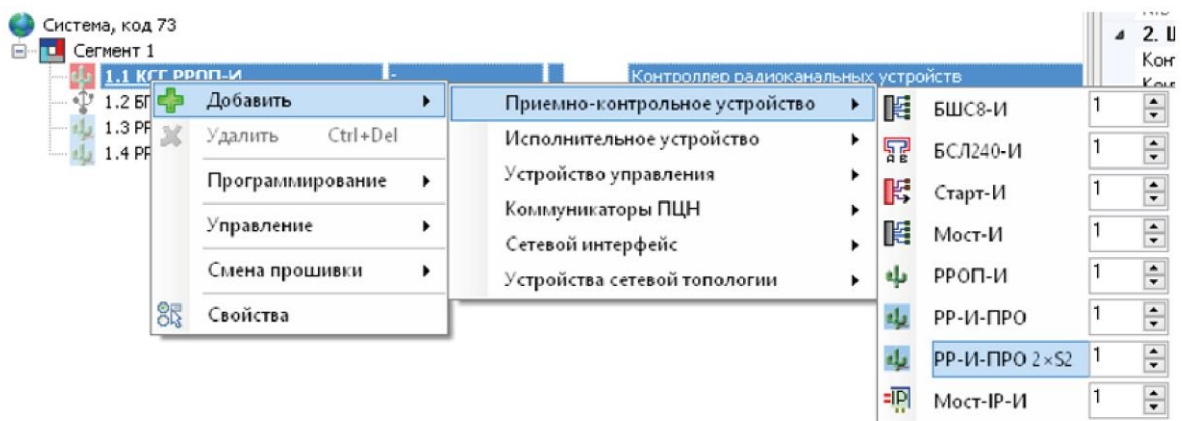 Система, код 73
Сегмент 1
2.
1.1 КСГ РРОП-И - Контроллер радиоканальных устройств
1.2
1.3
1.4
Добавить
Удалить Ctrl+Del
Программирование
Управление
Смена прошивки
Свойства
Приемно-контрольное устройство
Исполнительное устройство
Устройство управления
Коммуникаторы ПЦН
Сетевой интерфейс
Устройства сетевой топологии
БШС8-И 1
БСЛ240-И 1
Старт-И 1
Мост-И 1
РРОП-И 1
РР-И-ПРО 1
РР-И-ПРО 2×S2 1
Мост-IP-И 1